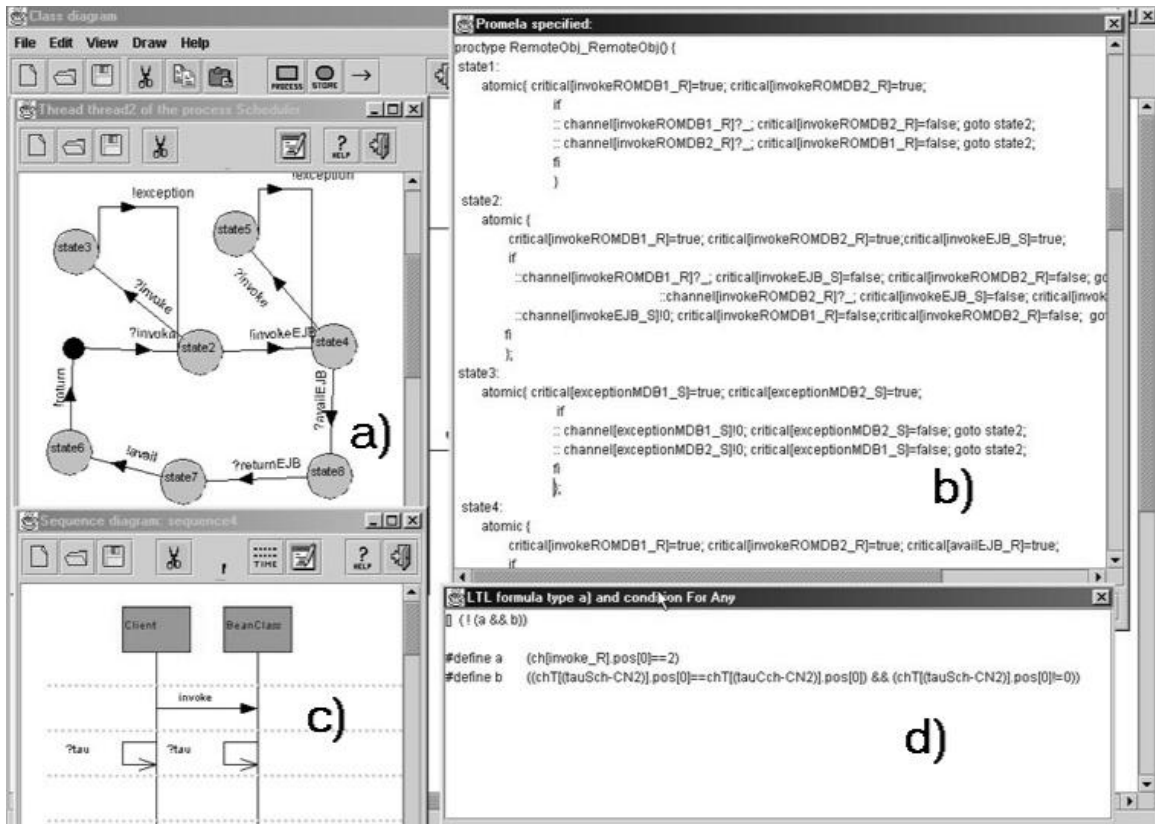 Class diagram
File Edit View Draw Help
PROCESS STORE
Thread thread2 of the process Scheduler
? HELP
!exception
!exception
state3
state5
?invoke
?invoke
?invoke
state2
!invokeEJB
state4
!return
?availEJB
a)
state6
!avail
state7
?returnEJB
state8
Sequence diagram: sequence4
TIME
? HELP
Client
BeanClass
invoke
?tau
?tau
c)
Promela specified:
proctype RemoteObj_RemoteObj() {
state1:
atomic{ critical[invokeROMDB1_R]=true; critical[invokeROMDB2_R]=true;
if
:: channel[invokeROMDB1_R]?_; critical[invokeROMDB2_R]=false; goto state2;
:: channel[invokeROMDB2_R]?_; critical[invokeROMDB1_R]=false; goto state2;
fi
}
state2:
atomic {
critical[invokeROMDB1_R]=true; critical[invokeROMDB2_R]=true;critical[invokeEJB_S]=true;
if
::channel[invokeROMDB1_R]?_; critical[invokeEJB_S]=false; critical[invokeROMDB2_R]=false; go
::channel[invokeROMDB2_R]?_; critical[invokeEJB_S]=false; critical[invok
::channel[invokeEJB_S]!0; critical[invokeROMDB1_R]=false;critical[invokeROMDB2_R]=false; go
fi
};
state3:
atomic{ critical[exceptionMDB1_S]=true; critical[exceptionMDB2_S]=true;
if
:: channel[exceptionMDB1_S]!0; critical[exceptionMDB2_S]=false; goto state2;
:: channel[exceptionMDB2_S]!0; critical[exceptionMDB1_S]=false; goto state2;
fi
};
b)
state4:
atomic {
critical[invokeROMDB1_R]=true; critical[invokeROMDB2_R]=true; critical[availEJB_R]=true;
if
LTL formula type a) and condition For Any
[] (! (a && b))
#define a (ch[invoke_R].pos[0]==2)
#define b ((chT[(tauSch-CN2)].pos[0]==chT[(tauCch-CN2)].pos[0]) && (chT[(tauSch-CN2)].pos[0]!=0))
d)